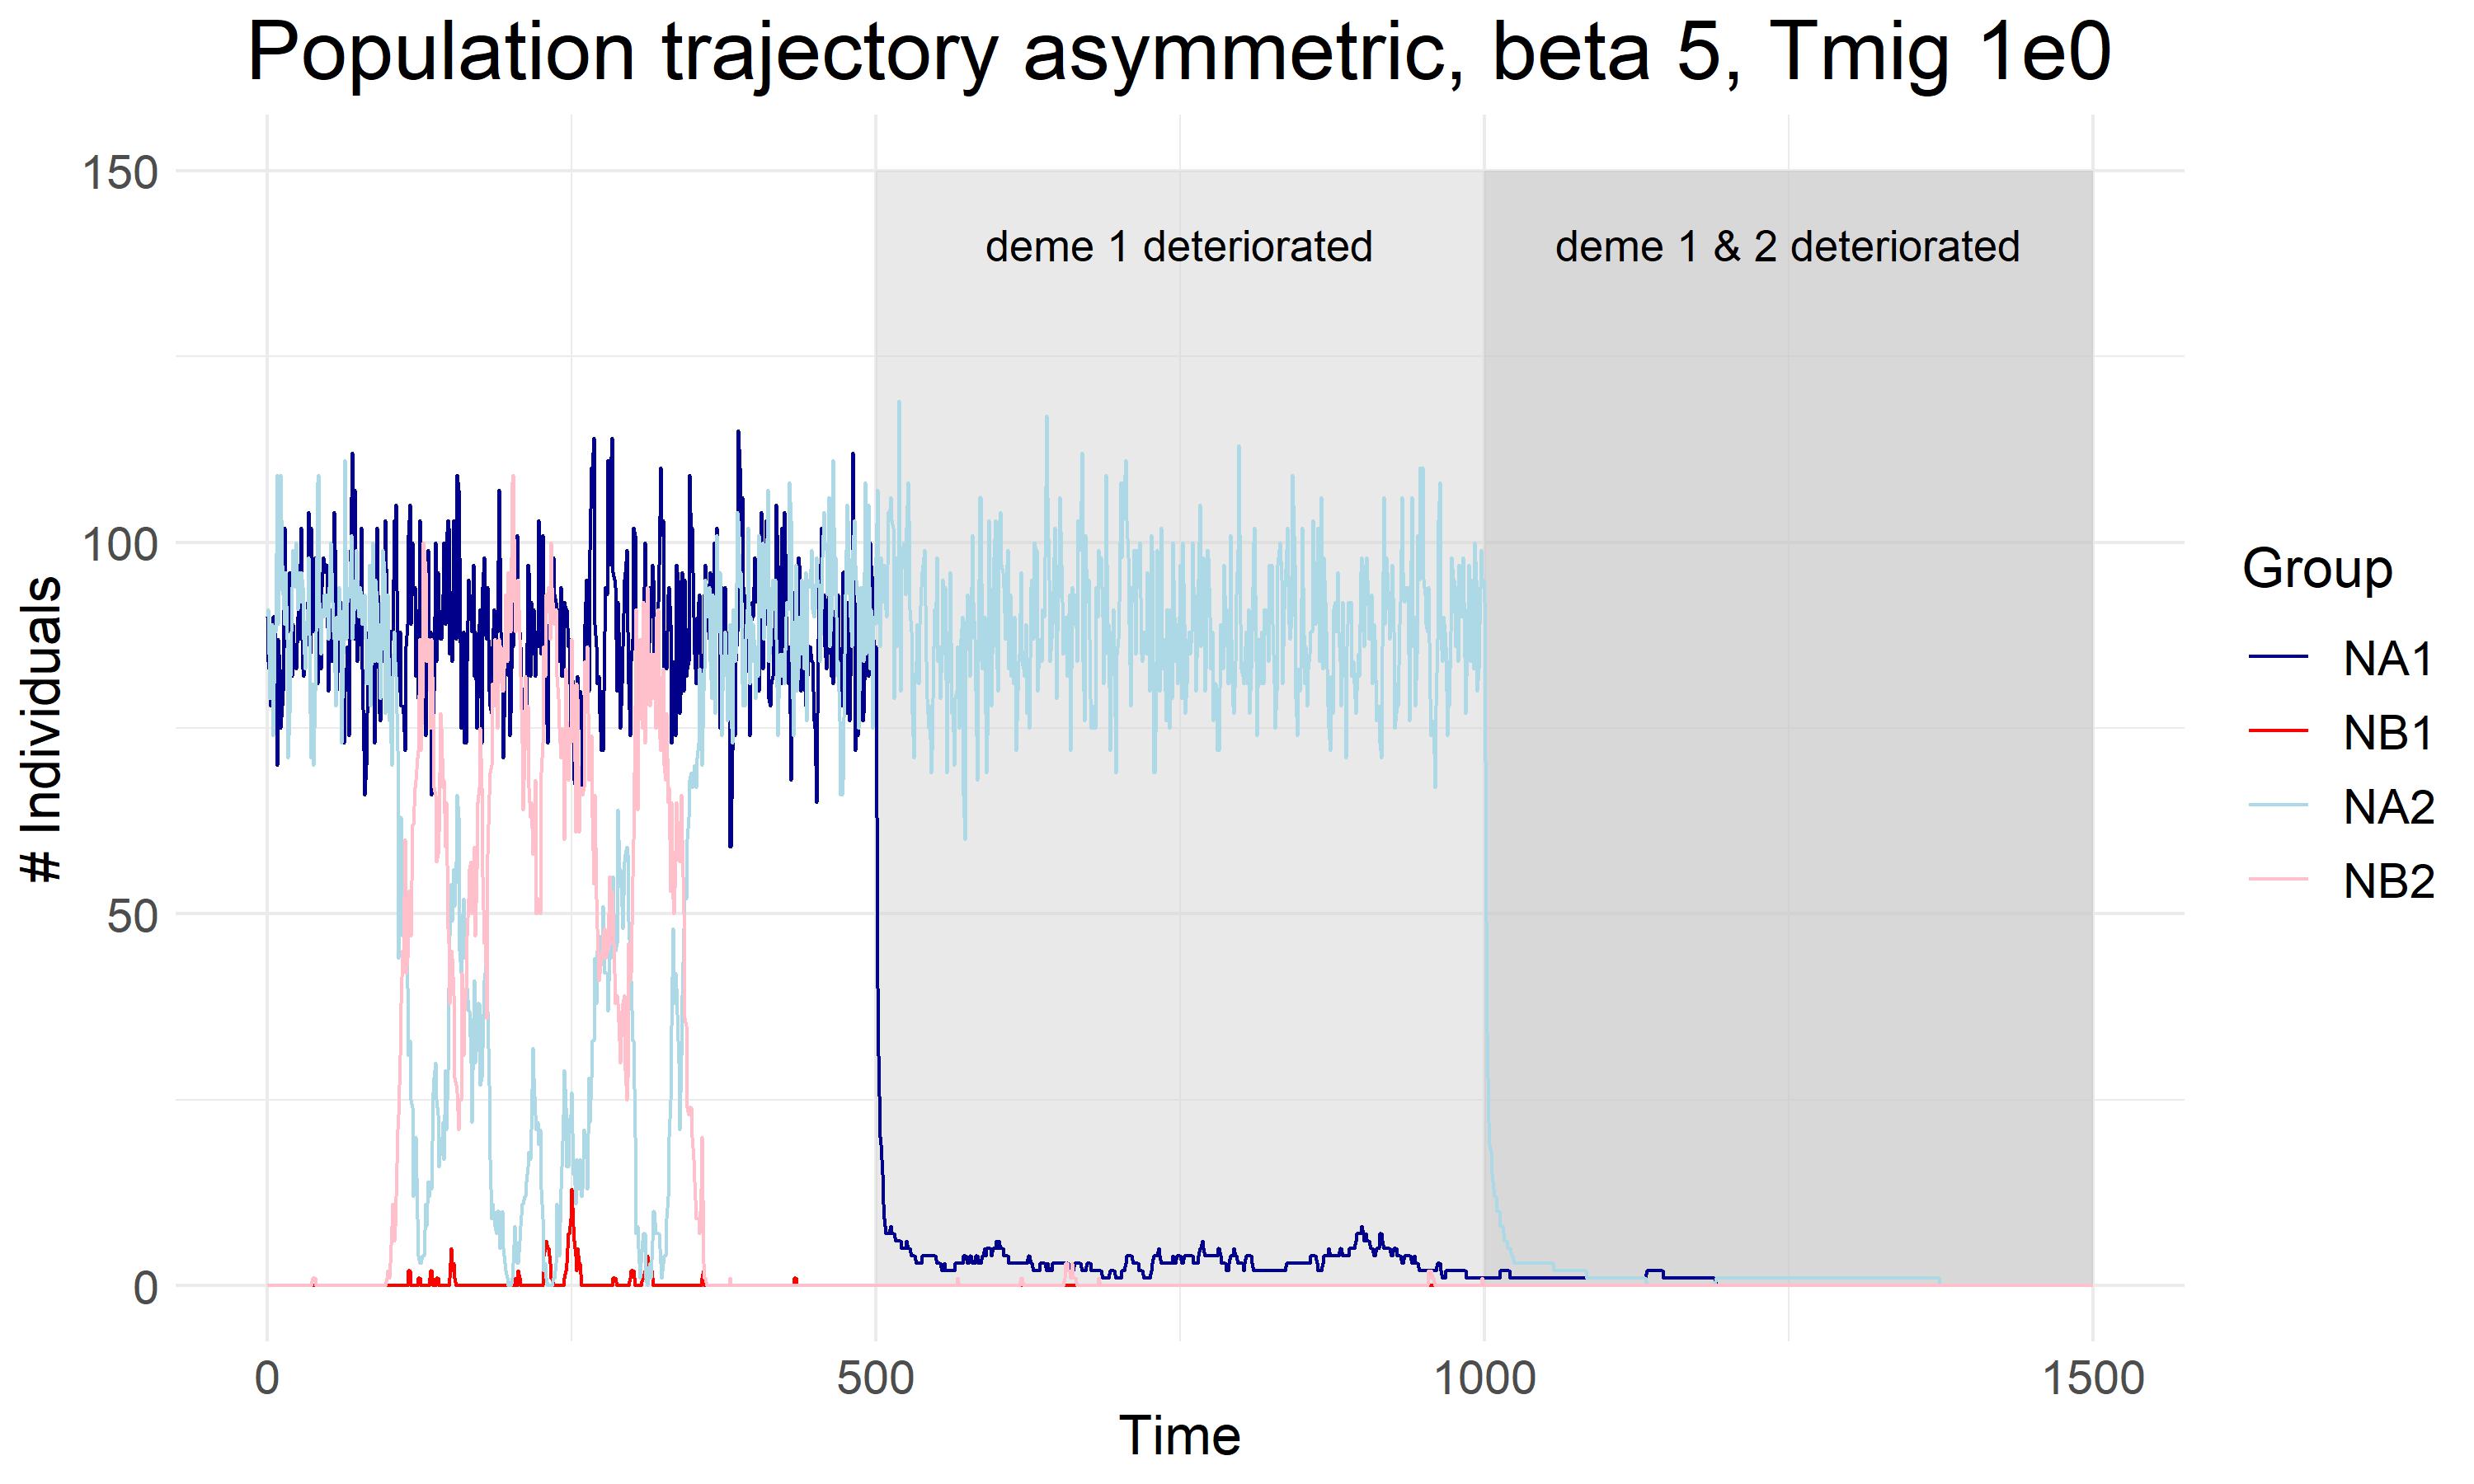 Population trajectory asymmetric, beta 5, Tmig 1e0
150
100
50
0
# Individuals
deme 1 deteriorated
deme 1 & 2 deteriorated
0
500
1000
1500
Time
Group
NA1
NB1
NA2
NB2